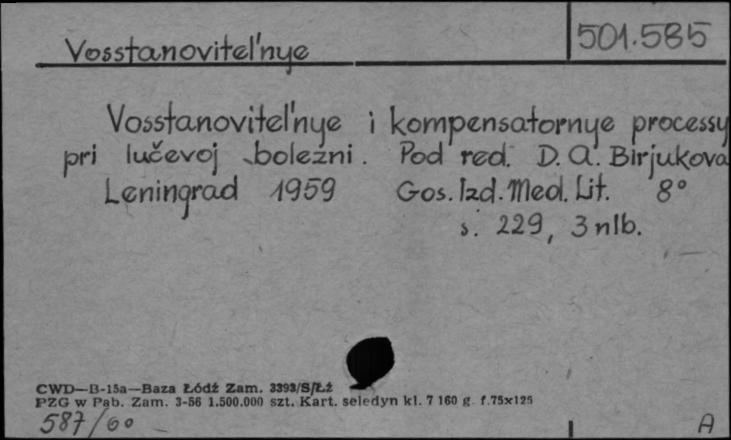 Vosstanovitel'nye 501.585
Vosstanovitel'nye i kompensatornye processy
pri lučevoj bolezni. Pod red. D. A. Birjukova
Leningrad 1959 Gos. Izd. Med. Lit. 8°
s. 229, 3 nlb.
CWD—B-15a—Baza Łódź Zam. 3393/S/Łż
PZG w Pab. Zam. 3-56 1.500.000 szt. Kart. seledyn kl. 7 160 g. f.75x125
587/60 A